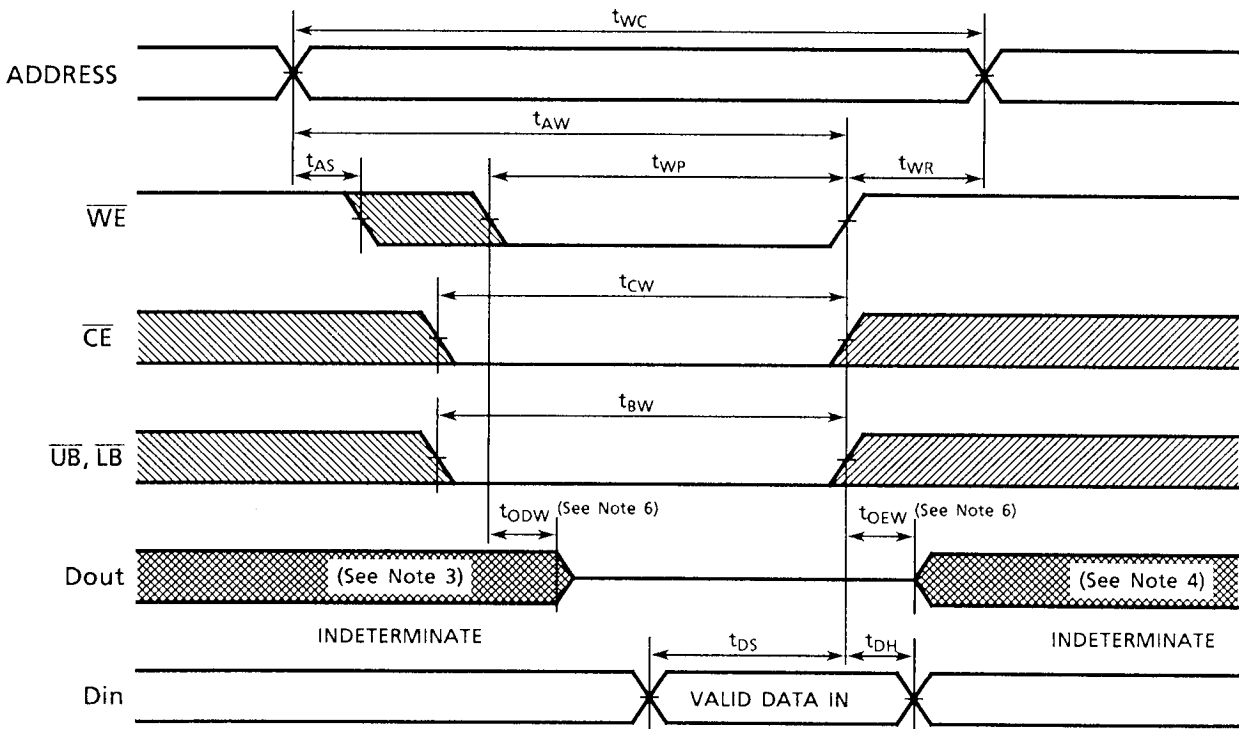 tWC
ADDRESS
tAW
tAS
tWP
tWR
WE
tCW
CE
tBW
UB, LB
tODW (See Note 6)
tOEW (See Note 6)
Dout
(See Note 3)
(See Note 4)
INDETERMINATE
INDETERMINATE
tDS
tDH
Din
VALID DATA IN